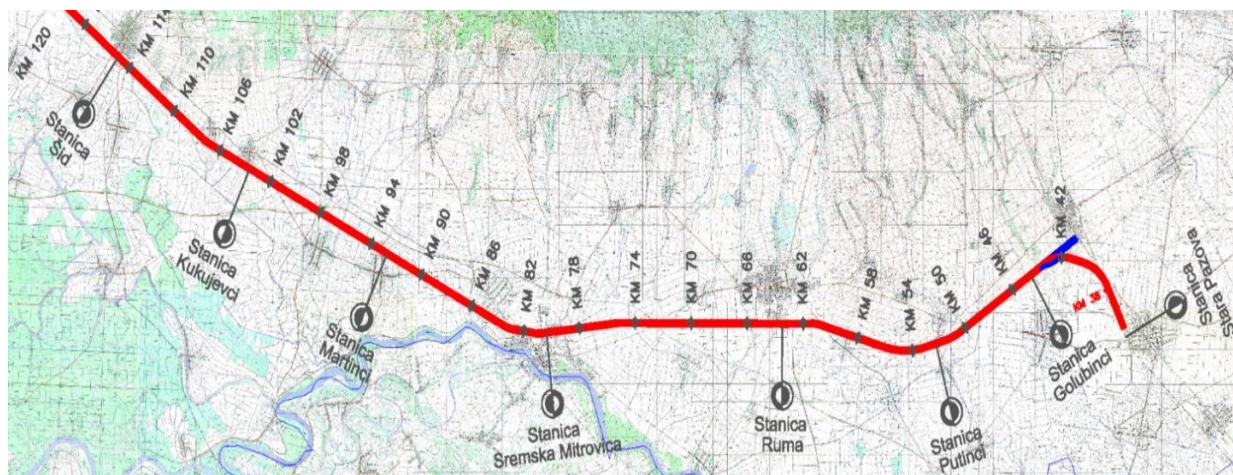 KM 120
KM 114
KM 110
KM 106
KM 102
KM 98
KM 94
KM 90
KM 86
KM 82
KM 78
KM 74
KM 70
KM 66
KM 62
KM 58
KM 54
KM 50
KM 46
KM 42
KM 38
Stanica
Šid
Stanica
Kukujevci
Stanica
Martinci
Stanica
Sremska Mitrovica
Stanica
Ruma
Stanica
Putinci
Stanica
Golubinci
Stanica
Stara Pazova